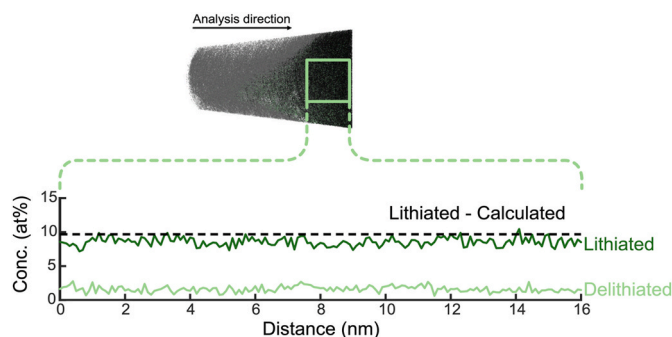 Analysis direction
15
10
5
0
Conc. (at%)
Lithiated - Calculated
Lithiated
Delithiated
0 2 4 6 8 10 12 14 16
Distance (nm)